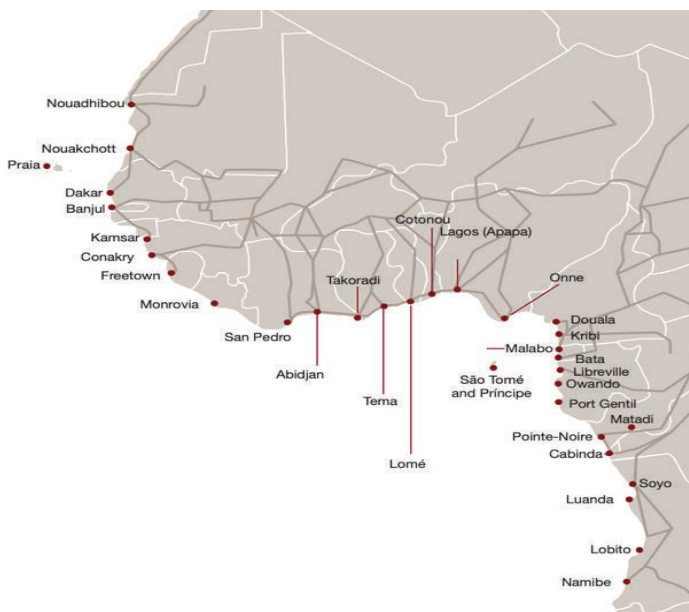 Nouadhibou
Nouakchott
Praia
Dakar
Banjul
Kamsar
Conakry
Freetown
Monrovia
San Pedro
Abidjan
Takoradi
Tema
Lomé
Cotonou
Lagos (Apapa)
Onne
Douala
Kribi
Malabo
Bata
Libreville
Owando
São Tomé
and Príncipe
Port Gentil
Matadi
Pointe-Noire
Cabinda
Soyo
Luanda
Lobito
Namibe